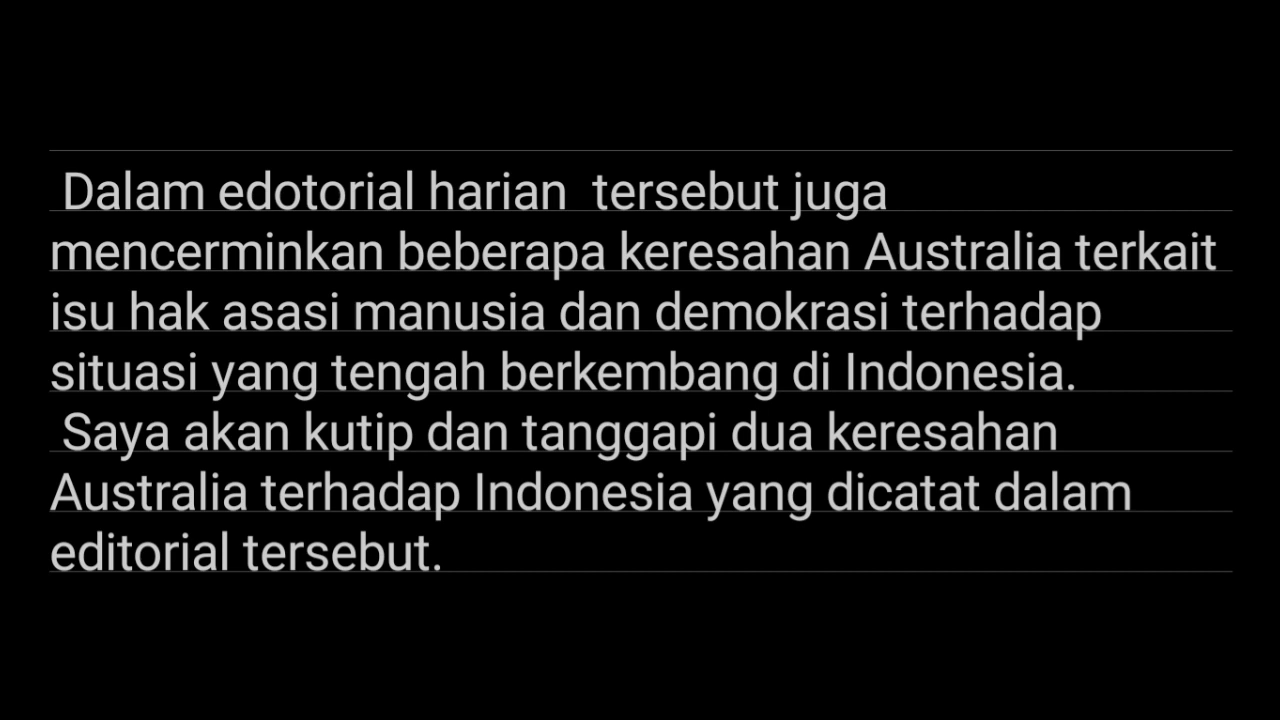 Dalam edotorial harian  tersebut juga
mencerminkan beberapa keresahan Australia terkait
isu hak asasi manusia dan demokrasi terhadap
situasi yang tengah berkembang di Indonesia.
Saya akan kutip dan tanggapi dua keresahan
Australia terhadap Indonesia yang dicatat dalam
editorial tersebut.